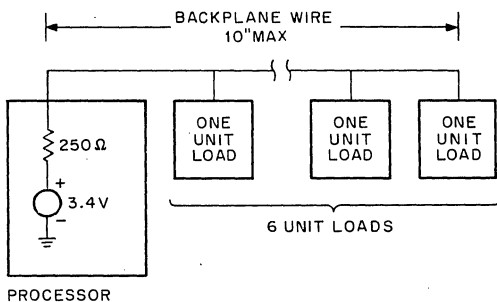 BACKPLANE WIRE
10"MAX
ONE
UNIT
LOAD
ONE
UNIT
LOAD
ONE
UNIT
LOAD
250Ω
+
3.4V
−
6 UNIT LOADS
PROCESSOR